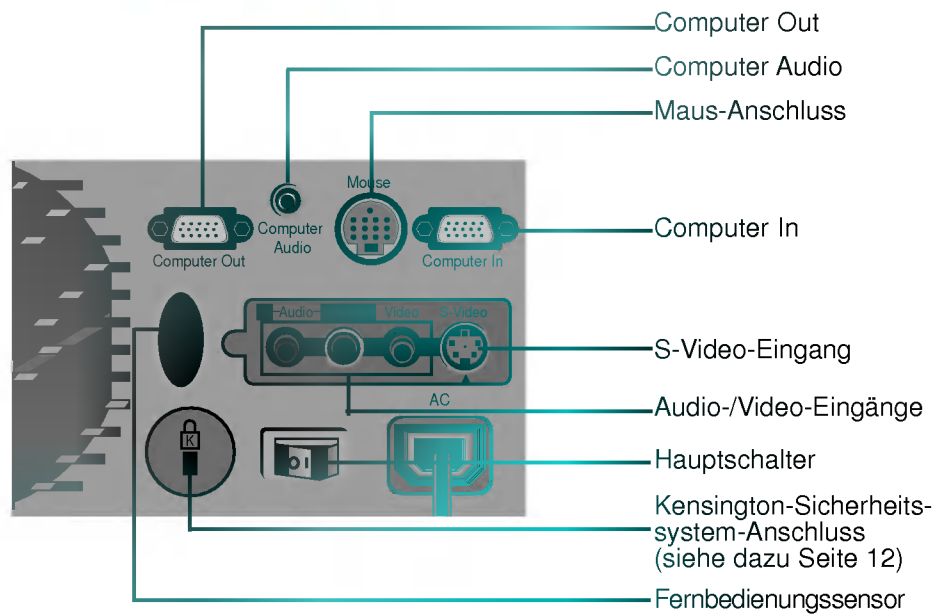 Computer Out
Computer Audio
Maus-Anschluss
Mouse
Computer Out
Computer
Audio
Computer In
Computer In
-Audio-
Video
S-Video
S-Video-Eingang
AC
Audio-/Video-Eingänge
K
Hauptschalter
Kensington-Sicherheits-
system-Anschluss
(siehe dazu Seite 12)
Fernbedienungssensor